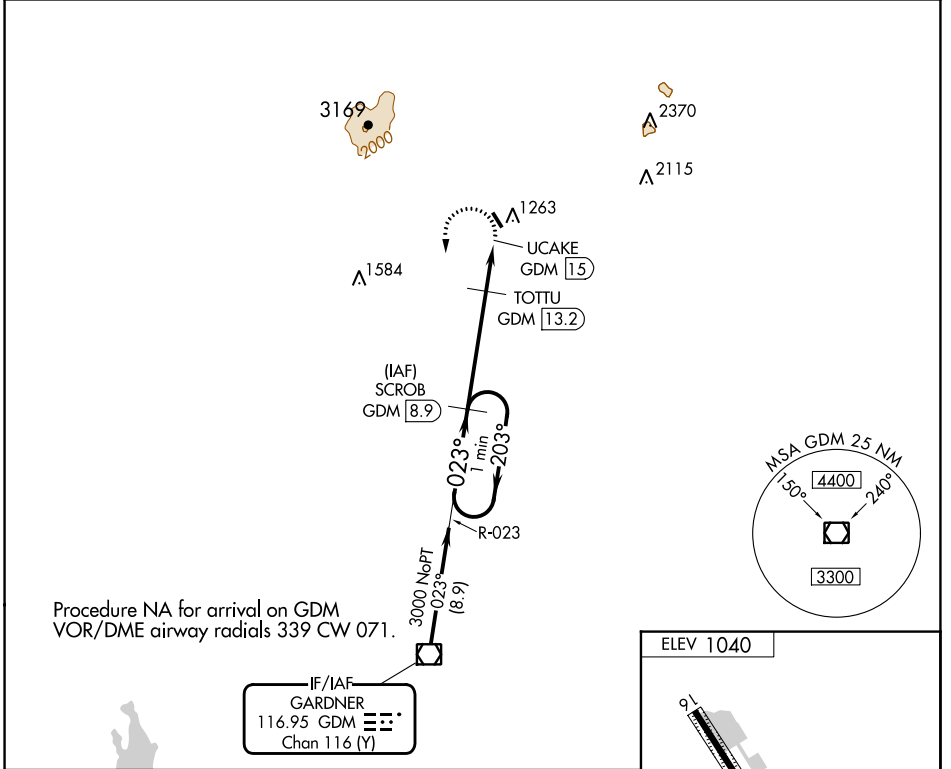 3169
2000
2370
2115
1263
UCAKE
GDM 15
1584
TOTTU
GDM 13.2
(IAF)
SCROB
GDM 8.9
023°
1 min
203°
R-023
3000 NoPT
023°
(8.9)
MSA GDM 25 NM
150°
4400
240°
3300
Procedure NA for arrival on GDM
VOR/DME airway radials 339 CW 071.
IF/IAF
GARDNER
116.95 GDM
Chan 116 (Y)
ELEV 1040
16